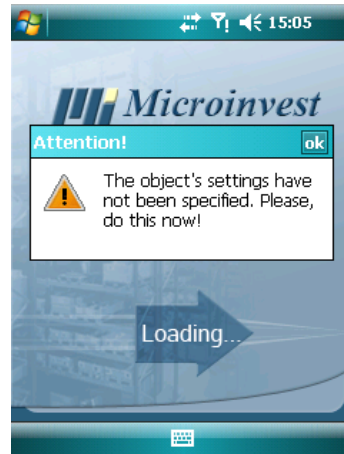 15:05
Microinvest
Attention!
ok
The object's settings have
not been specified. Please,
do this now!
Loading...